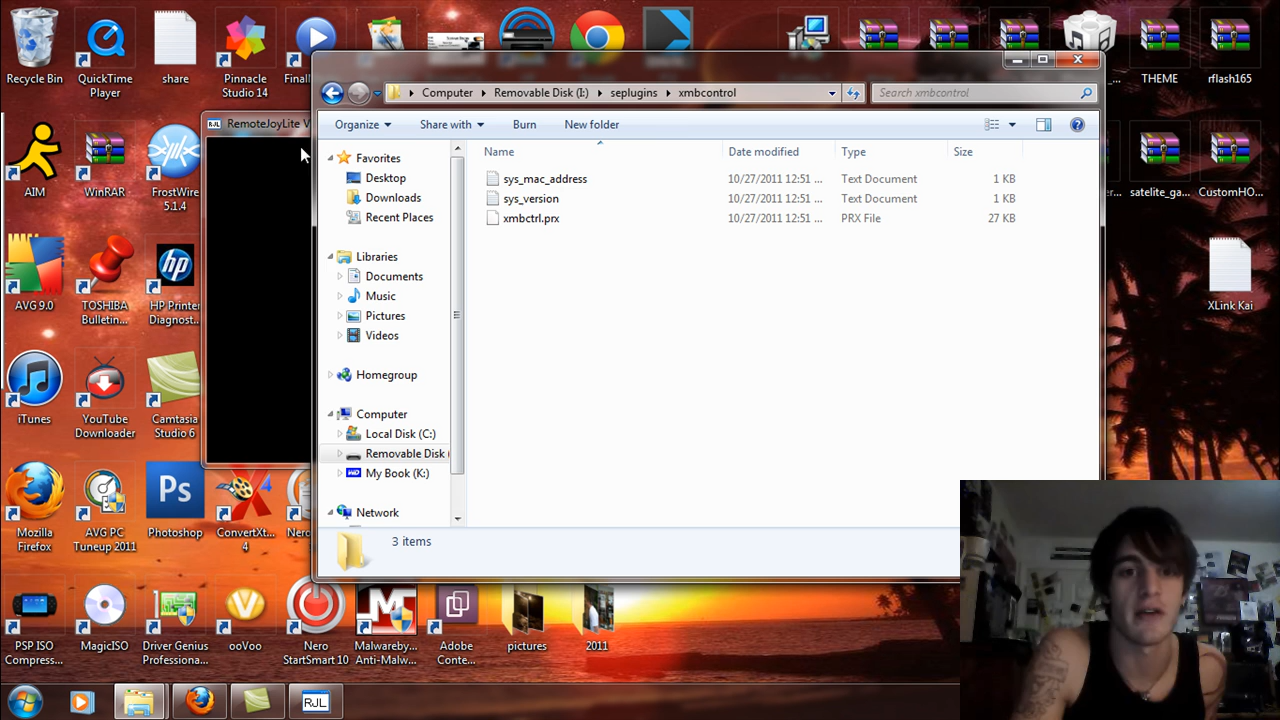 Recycle Bin
QuickTime Player
share
Pinnacle Studio 14
THEME
rflash165
Computer
Removable Disk (I:)
seplugins
xmbcontrol
Search xmbcontrol
RJL RemoteJoyLite V
Organize
Share with
Burn
New folder
AIM
WinRAR
FrostWire 5.1.4
satelite_ga...
CustomHO...
Name
Date modified
Type
Size
Favorites
Desktop
Downloads
Recent Places
sys_mac_address 10/27/2011 12:51 ... Text Document 1 KB
sys_version 10/27/2011 12:51 ... Text Document 1 KB
xmbctrl.prx 10/27/2011 12:51 ... PRX File 27 KB
Libraries
Documents
Music
Pictures
Videos
Homegroup
Computer
Local Disk (C:)
Removable Disk (
My Book (K:)
Network
3 items
AVG 9.0
TOSHIBA Bulletin...
hp
HP Printer Diagnost...
XLink Kai
iTunes
YouTube Downloader
Camtasia Studio 6
Mozilla Firefox
AVG PC Tuneup 2011
Ps
Photoshop
ConvertXt... 4
Nero
PSP ISO Compress...
MagicISO
Driver Genius Professiona...
ooVoo
Nero StartSmart 10
Malwareby... Anti-Malw...
Adobe Conte...
pictures
2011
RJL